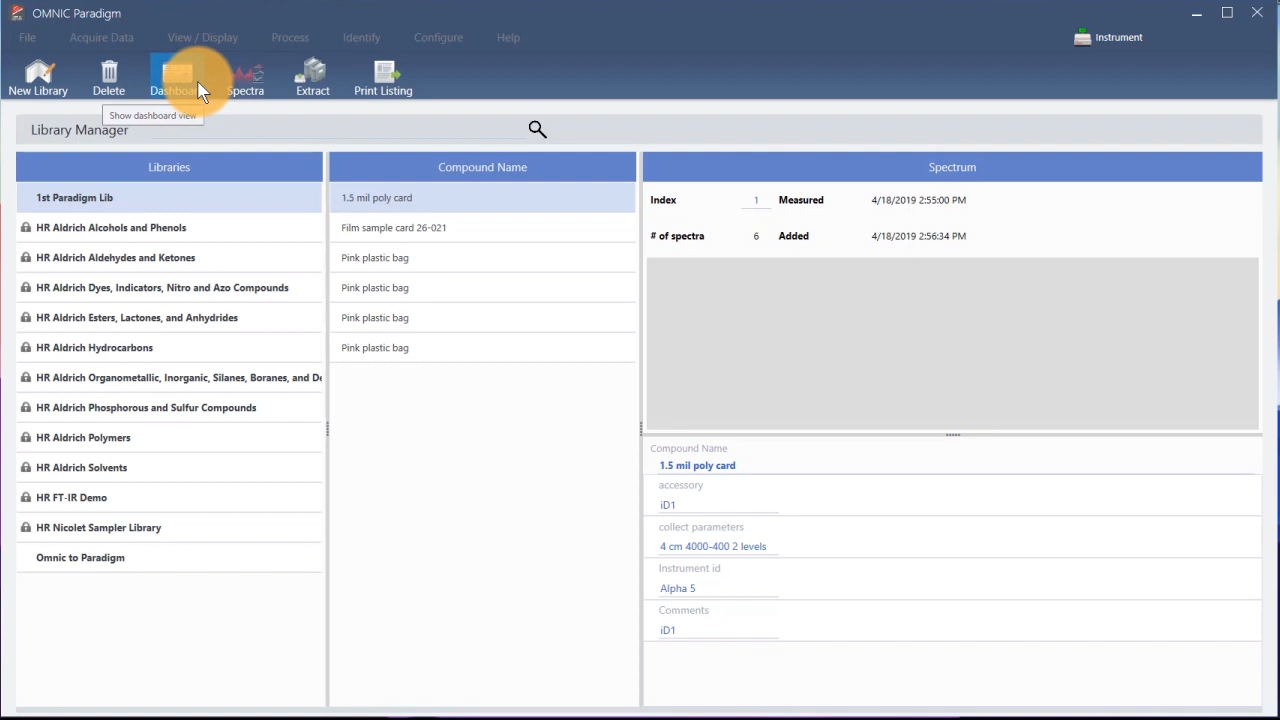 OMNIC Paradigm
File Acquire Data View / Display Process Identify Configure Help
Instrument
New Library Delete Dashboard Spectra Extract Print Listing
Show dashboard view
Library Manager
Libraries
1st Paradigm Lib
HR Aldrich Alcohols and Phenols
HR Aldrich Aldehydes and Ketones
HR Aldrich Dyes, Indicators, Nitro and Azo Compounds
HR Aldrich Esters, Lactones, and Anhydrides
HR Aldrich Hydrocarbons
HR Aldrich Organometallic, Inorganic, Silanes, Boranes, and De
HR Aldrich Phosphorous and Sulfur Compounds
HR Aldrich Polymers
HR Aldrich Solvents
HR FT-IR Demo
HR Nicolet Sampler Library
Omnic to Paradigm
Compound Name
1.5 mil poly card
Film sample card 26-021
Pink plastic bag
Pink plastic bag
Pink plastic bag
Pink plastic bag
Spectrum
Index 1 Measured 4/18/2019 2:55:00 PM
# of spectra 6 Added 4/18/2019 2:56:34 PM
Compound Name
1.5 mil poly card
accessory
iD1
collect parameters
4 cm 4000-400 2 levels
Instrument id
Alpha 5
Comments
iD1